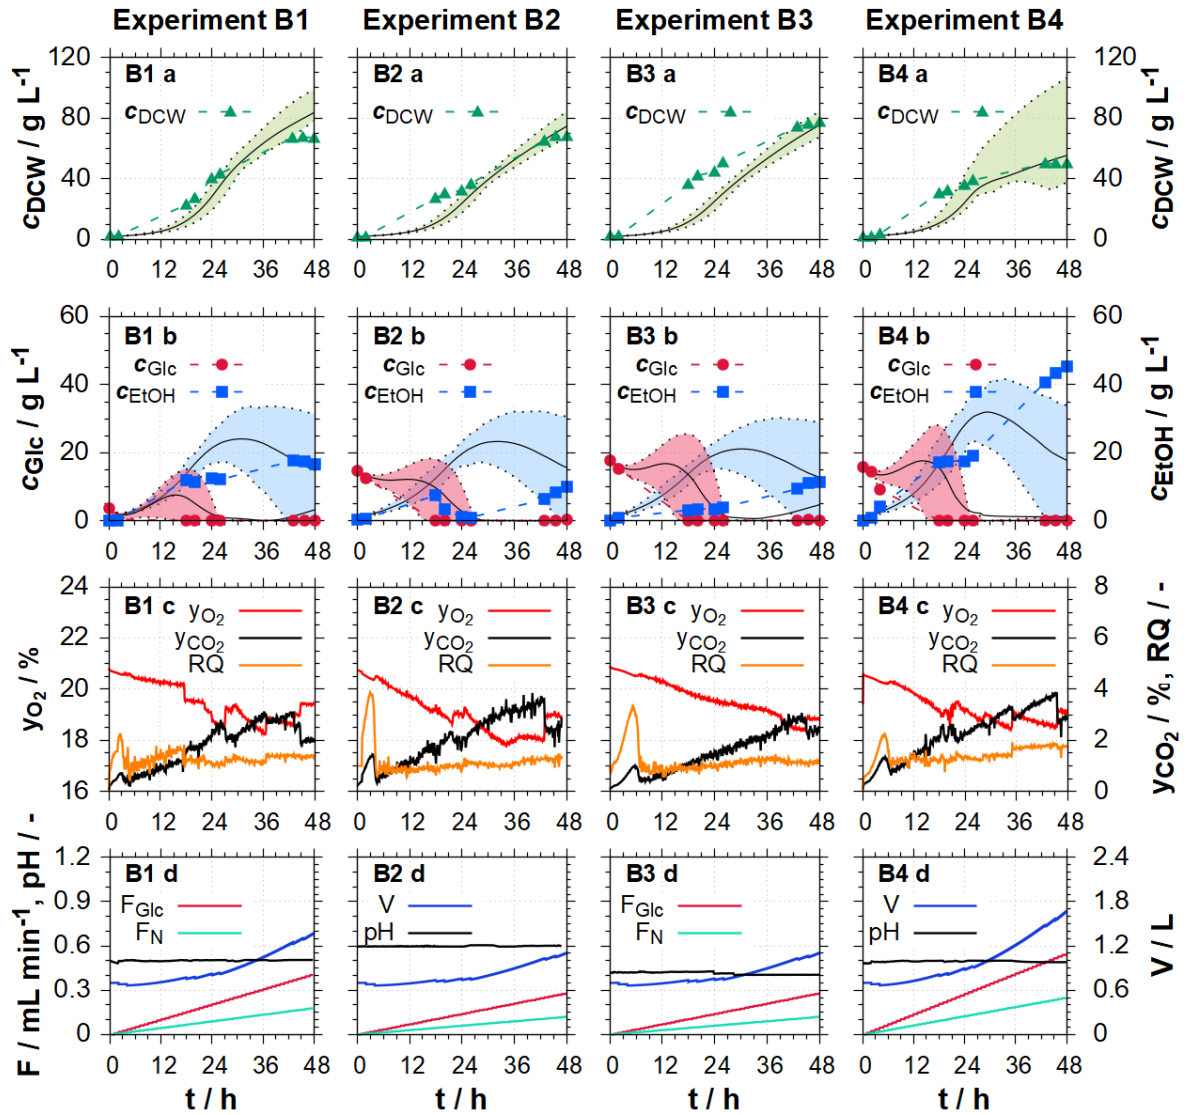 Experiment B1 Experiment B2 Experiment B3 Experiment B4
120 B1 a B2 a B3 a B4 a 120
cDCW cDCW cDCW cDCW
80 80
40 40
0 0
cDCW / g L-1
cDCW / g L-1
0 12 24 36 48 0 12 24 36 48 0 12 24 36 48 0 12 24 36 48
60 B1 b B2 b B3 b B4 b 60
cGlc cGlc cGlc cGlc
cEtOH cEtOH cEtOH cEtOH
40 40
20 20
0 0
cGlc / g L-1
cEtOH / g L-1
0 12 24 36 48 0 12 24 36 48 0 12 24 36 48 0 12 24 36 48
24 B1 c B2 c B3 c B4 c 8
yO2 yO2 yO2 yO2
22 yCO2 yCO2 yCO2 yCO2 6
RQ RQ RQ RQ
20 4
18 2
16 0
yO2 / %
yCO2 / %, RQ / -
0 12 24 36 48 0 12 24 36 48 0 12 24 36 48 0 12 24 36 48
1.2 B1 d B2 d B3 d B4 d 2.4
0.9 FGlc V FGlc V 1.8
FN pH FN pH
0.6 1.2
0.3 0.6
0 0
F / mL min-1, pH / -
V / L
0 12 24 36 48 0 12 24 36 48 0 12 24 36 48 0 12 24 36 48
t / h t / h t / h t / h